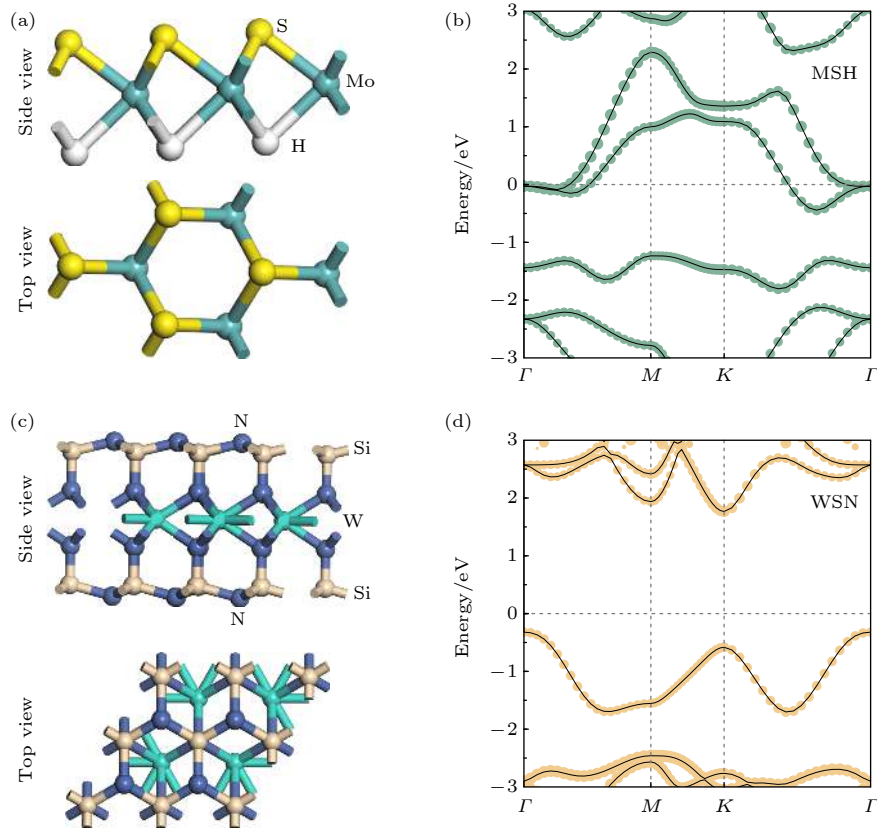 (a)
S
Mo
H
Side view
Top view
(b)
3
2
1
0
−1
−2
−3
Energy/eV
MSH
Γ M K Γ
(c)
N
Si
W
Si
N
Side view
Top view
(d)
3
2
1
0
−1
−2
−3
Energy/eV
WSN
Γ M K Γ